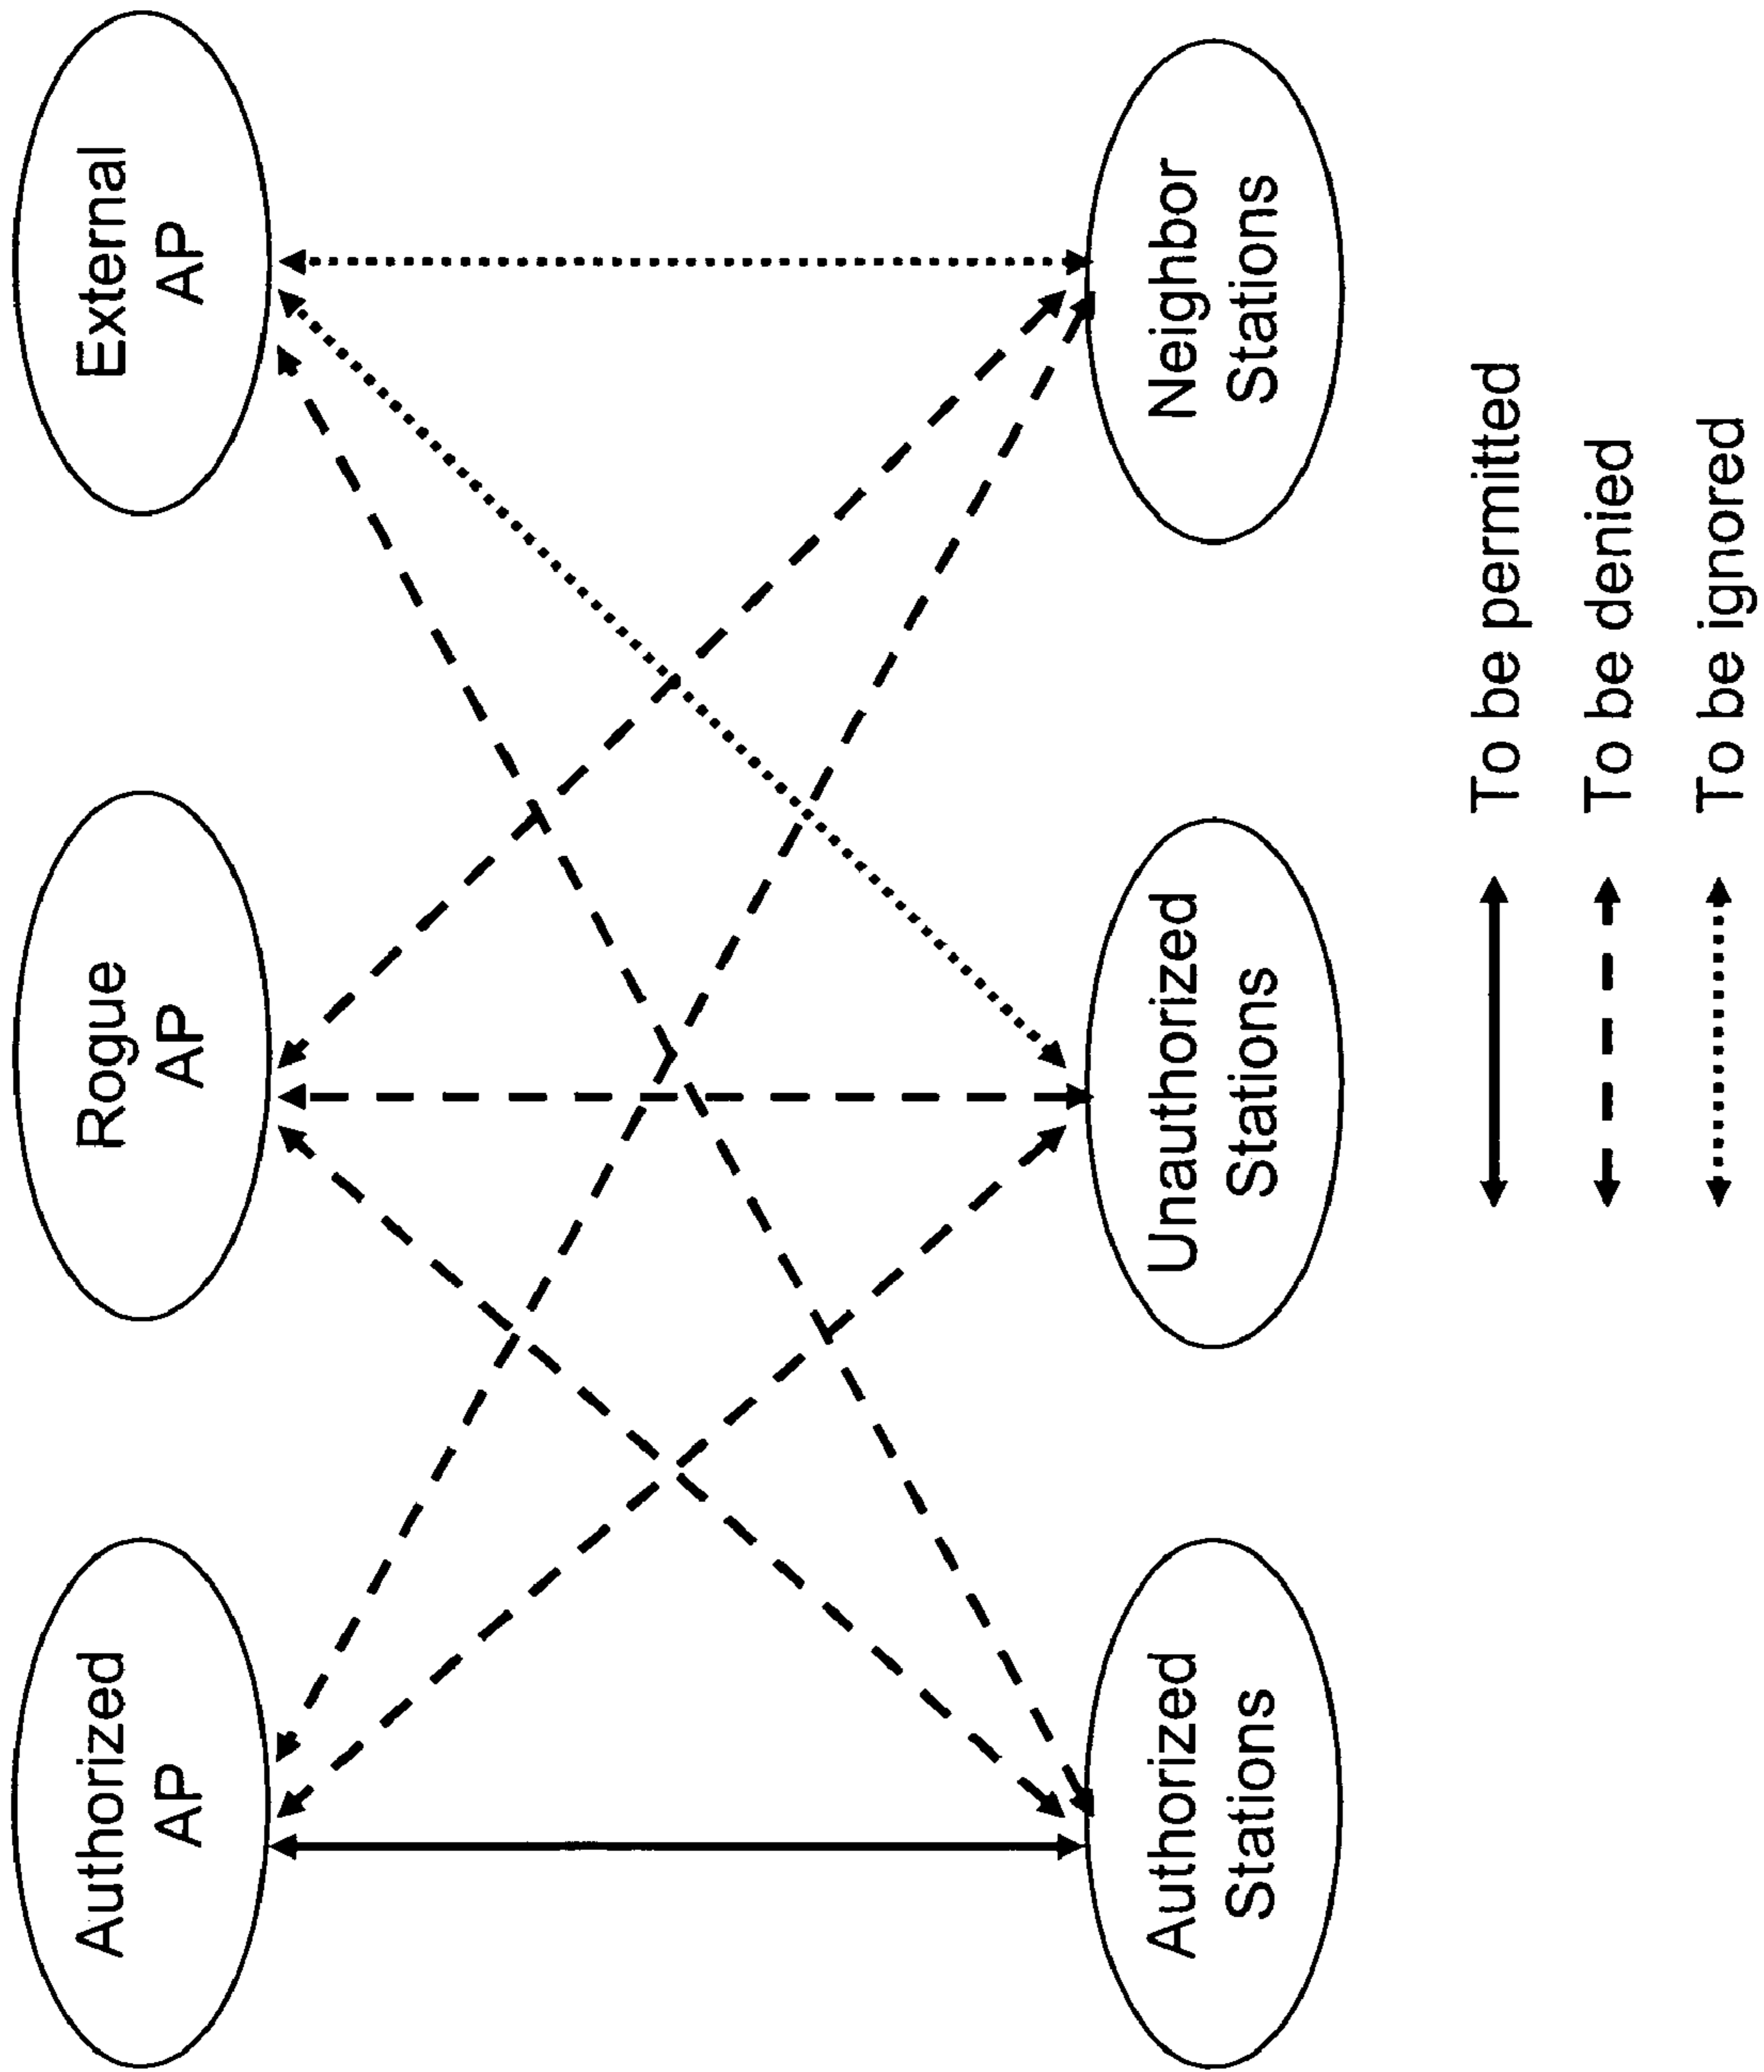 Authorized
AP
Rogue
AP
External
AP
Authorized
Stations
Unauthorized
Stations
Neighbor
Stations
To be permitted
To be denied
To be ignored